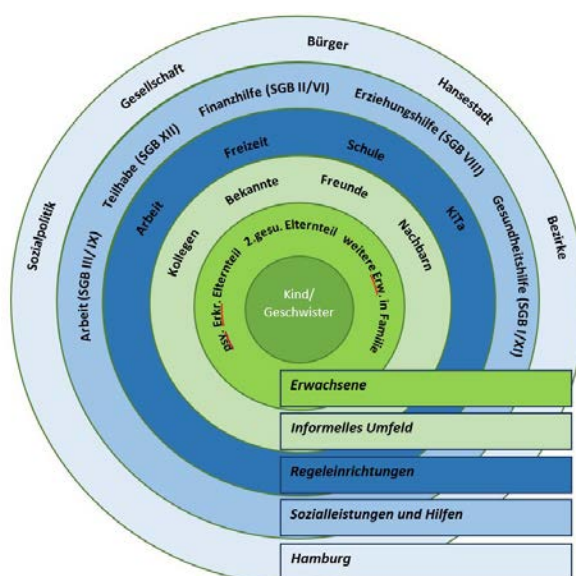 Sozialpolitik
Gesellschaft
Bürger
Hansestadt
Bezirke
Arbeit (SGB III/ IX)
Teilhabe (SGB XII)
Finanzhilfe (SGB II/VI)
Erziehungshilfe (SGB VIII)
Gesundheitshilfe (SGB I/XI)
Arbeit
Freizeit
Schule
KiTa
Kollegen
Bekannte
Freunde
Nachbarn
psy. Erkr. Elternteil
2.gesu. Elternteil
weitere Erw. in Familie
Kind/
Geschwister
Erwachsene
Informelles Umfeld
Regeleinrichtungen
Sozialleistungen und Hilfen
Hamburg